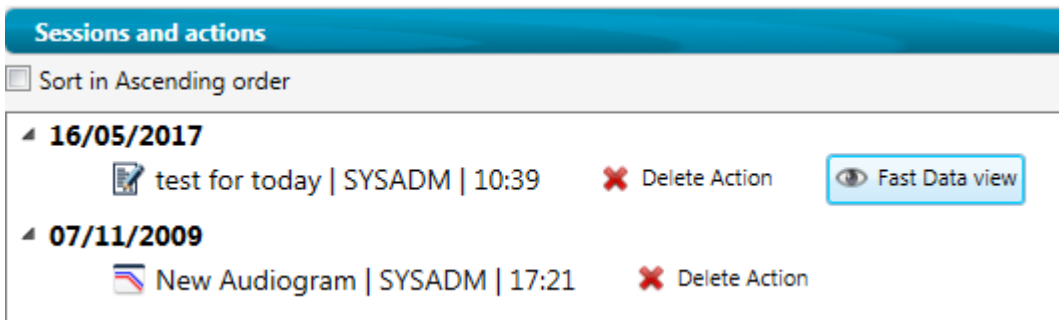 Sessions and actions
Sort in Ascending order
16/05/2017
test for today | SYSADM | 10:39 Delete Action Fast Data view
07/11/2009
New Audiogram | SYSADM | 17:21 Delete Action